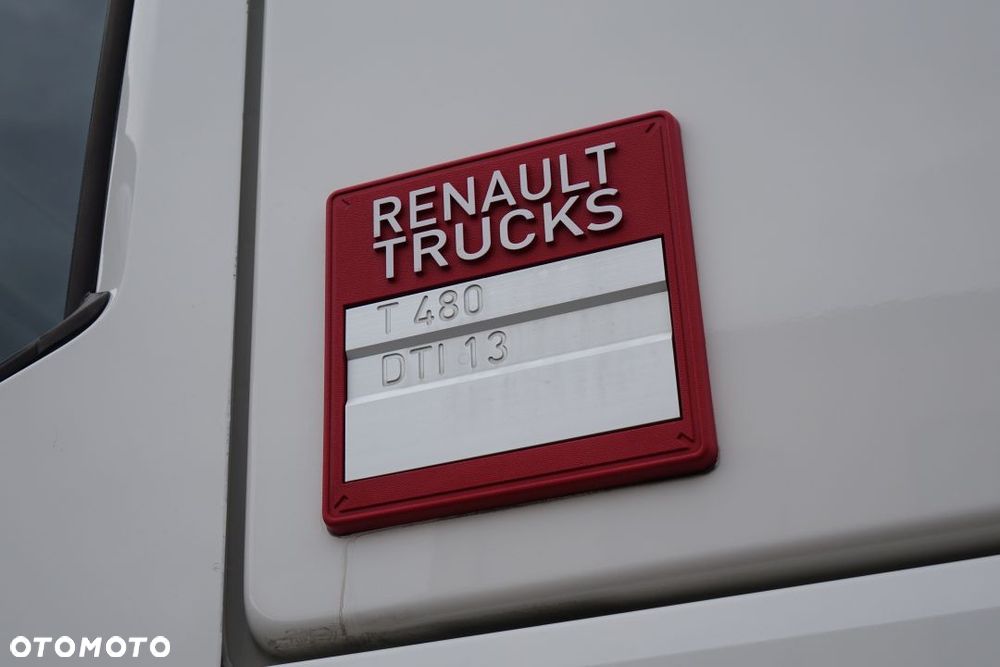 RENAULT
TRUCKS
T 480
DTI 13
OTOMOTO